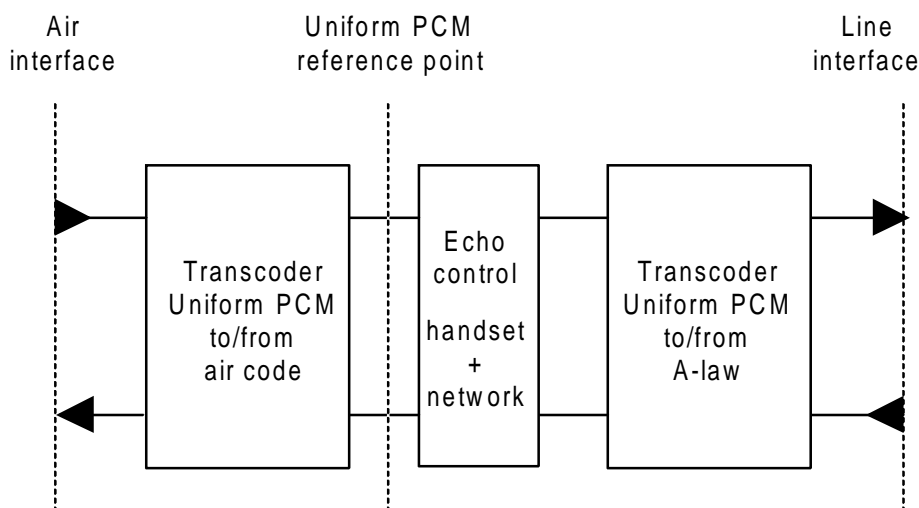 Air
interface
Uniform PCM
reference point
Line
interface
Transcoder
Uniform PCM
to/from
air code
Echo
control
handset
+
network
Transcoder
Uniform PCM
to/from
A-law